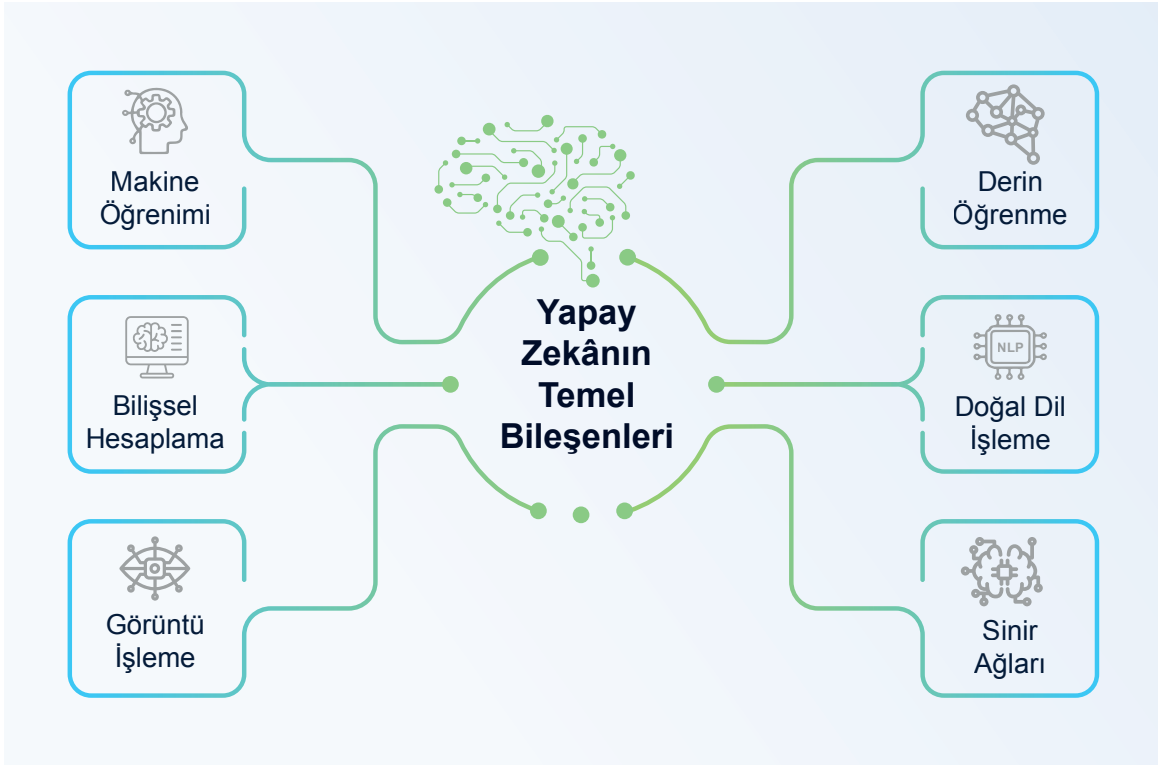 Makine
Öğrenimi
Bilişsel
Hesaplama
Görüntü
İşleme
Yapay
Zekânın
Temel
Bileşenleri
Derin
Öğrenme
NLP
Doğal Dil
İşleme
Sinir
Ağları